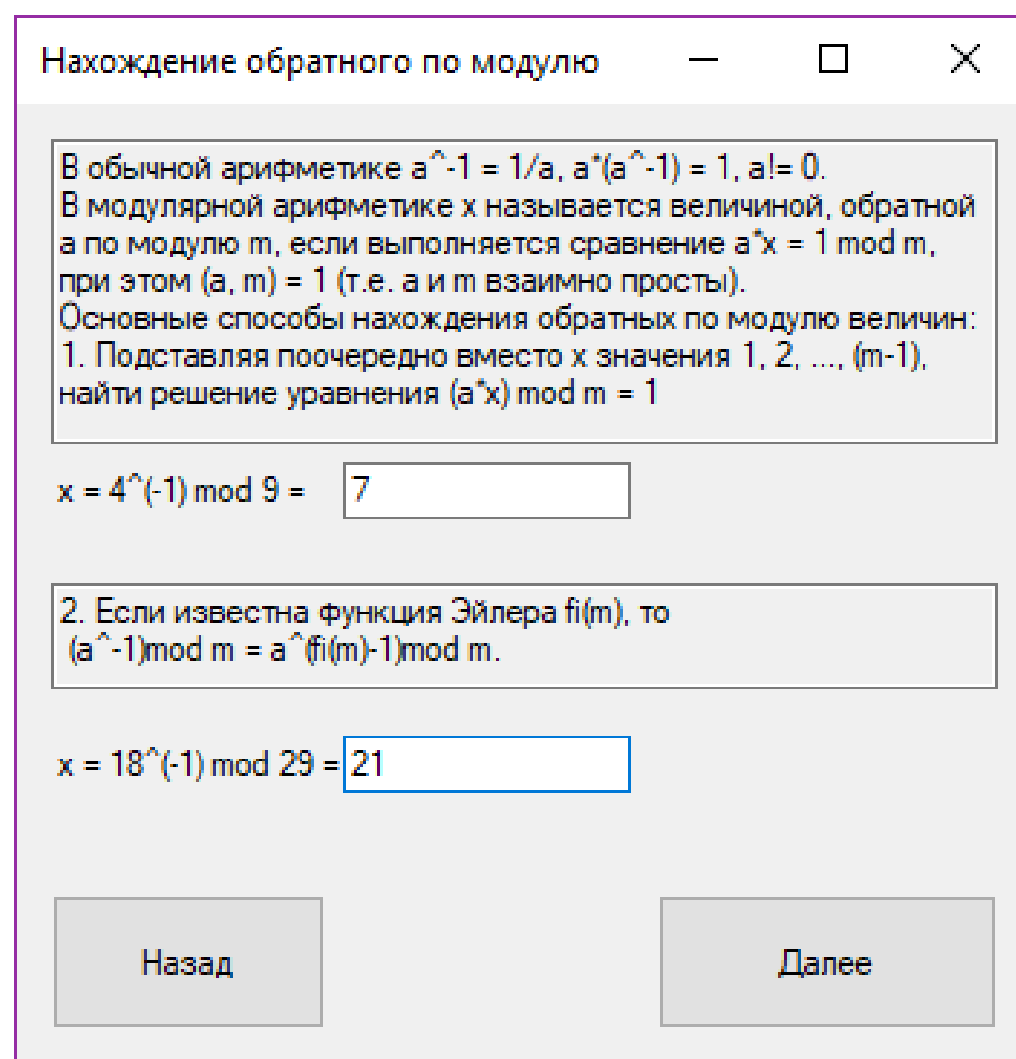 Нахождение обратного по модулю
В обычной арифметике a^-1 = 1/a, a*(a^-1) = 1, a!= 0.
В модулярной арифметике x называется величиной, обратной
a по модулю m, если выполняется сравнение a*x = 1 mod m,
при этом (a, m) = 1 (т.е. a и m взаимно просты).
Основные способы нахождения обратных по модулю величин:
1. Подставляя поочередно вместо x значения 1, 2, ..., (m-1),
найти решение уравнения (a*x) mod m = 1
x = 4^(-1) mod 9 = 7
2. Если известна функция Эйлера fi(m), то
(a^-1)mod m = a^(fi(m)-1)mod m.
x = 18^(-1) mod 29 = 21
Назад Далее